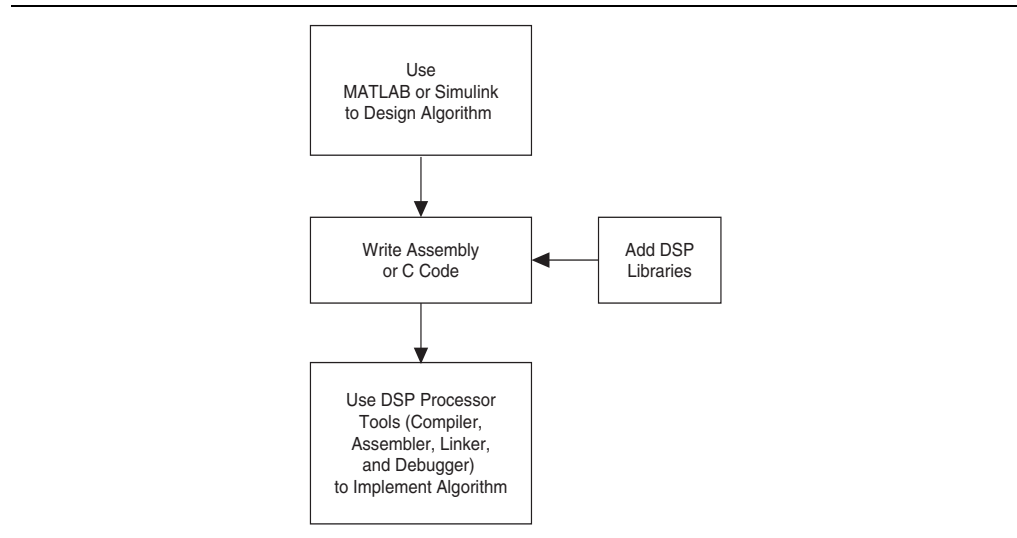 Use
MATLAB or Simulink
to Design Algorithm
Write Assembly
or C Code
Add DSP
Libraries
Use DSP Processor
Tools (Compiler,
Assembler, Linker,
and Debugger)
to Implement Algorithm